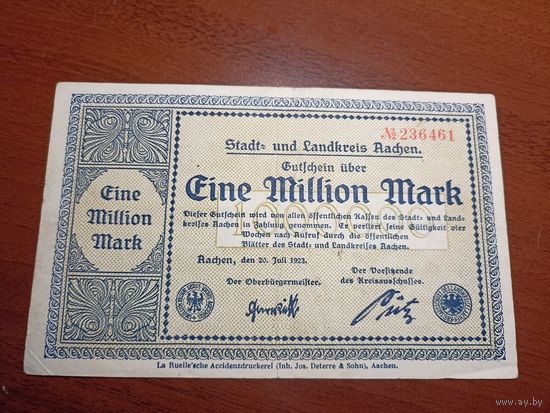 № 236461
Stadt- und Landkreis Aachen.
Gutschein über
Eine Million Mark
Dieser Gutschein wird von allen öffentlichen Kassen des Stadt- und Land-
kreises Aachen in Zahlung genommen. Er verliert seine Gültigkeit vier
Wochen nach Aufruf durch die öffentlichen
Blätter des Stadt- und Landkreises Aachen.
Aachen, den 20. Juli 1923.
Der Oberbürgermeister.
Der Vorsitzende
des Kreisausschusses.
Eine
Million
Mark
La Ruelle'sche Accidenzdruckerei (Inh. Jos. Deterre & Sohn), Aachen.
www.ay.by